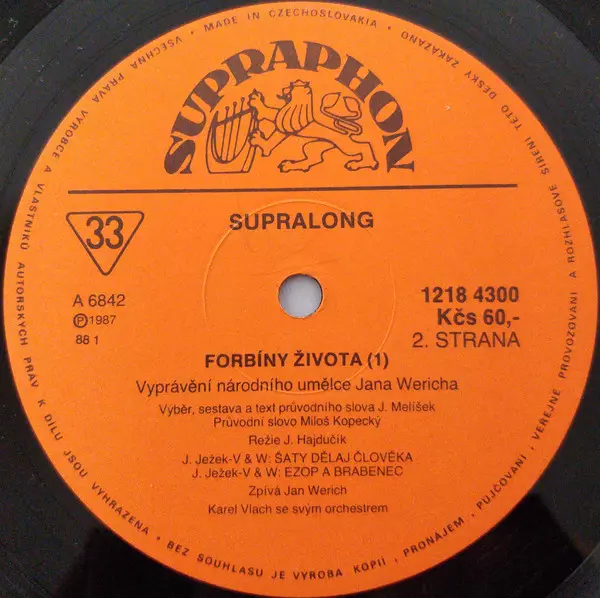 • MADE IN CZECHOSLOVAKIA • VŠECHNA PRÁVA VÝROBCE A VLASTNÍKŮ AUTORSKÝCH PRÁV K DÍLU JSOU VYHRAZENA • BEZ SOUHLASU JE VÝROBA KOPIÍ, PRONÁJEM, PŮJČOVÁNÍ, VEŘEJNÉ PROVOZOVÁNÍ A ROZHLASOVÉ ŠÍŘENÍ TÉTO DESKY ZAKÁZÁNO
SUPRAPHON
33
SUPRALONG
A 6842
Ⓟ 1987
88 1
1218 4300
Kčs 60,-
2. STRANA
FORBÍNY ŽIVOTA (1)
Vyprávění národního umělce Jana Wericha
Výběr, sestava a text průvodního slova J. Melíšek
Průvodní slovo Miloš Kopecký
Režie J. Hajdučík
J. Ježek-V & W: ŠATY DĚLAJ ČLOVĚKA
J. Ježek-V & W: EZOP A BRABENEC
Zpívá Jan Werich
Karel Vlach se svým orchestrem